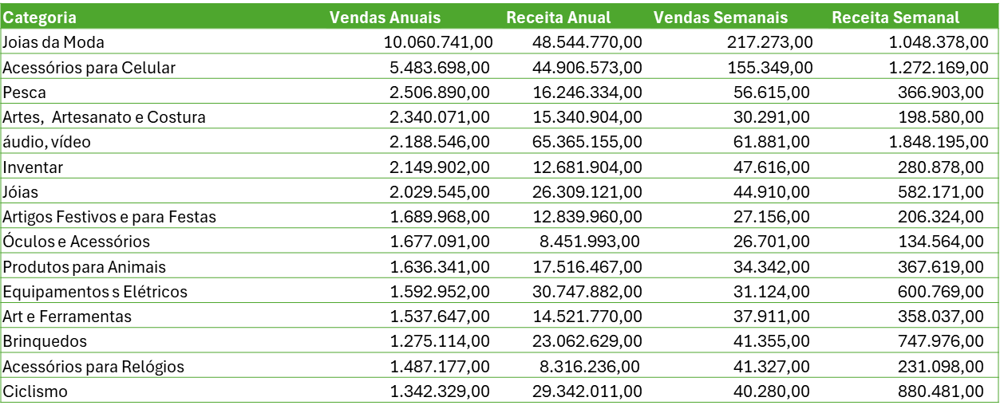 Categoria Vendas Anuais Receita Anual Vendas Semanais Receita Semanal
Joias da Moda 10.060.741,00 48.544.770,00 217.273,00 1.048.378,00
Acessórios para Celular 5.483.698,00 44.906.573,00 155.349,00 1.272.169,00
Pesca 2.506.890,00 16.246.334,00 56.615,00 366.903,00
Artes, Artesanato e Costura 2.340.071,00 15.340.904,00 30.291,00 198.580,00
áudio, vídeo 2.188.546,00 65.365.155,00 61.881,00 1.848.195,00
Inventar 2.149.902,00 12.681.904,00 47.616,00 280.878,00
Jóias 2.029.545,00 26.309.121,00 44.910,00 582.171,00
Artigos Festivos e para Festas 1.689.968,00 12.839.960,00 27.156,00 206.324,00
Óculos e Acessórios 1.677.091,00 8.451.993,00 26.701,00 134.564,00
Produtos para Animais 1.636.341,00 17.516.467,00 34.342,00 367.619,00
Equipamentos s Elétricos 1.592.952,00 30.747.882,00 31.124,00 600.769,00
Art e Ferramentas 1.537.647,00 14.521.770,00 37.911,00 358.037,00
Brinquedos 1.275.114,00 23.062.629,00 41.355,00 747.976,00
Acessórios para Relógios 1.487.177,00 8.316.236,00 41.327,00 231.098,00
Ciclismo 1.342.329,00 29.342.011,00 40.280,00 880.481,00